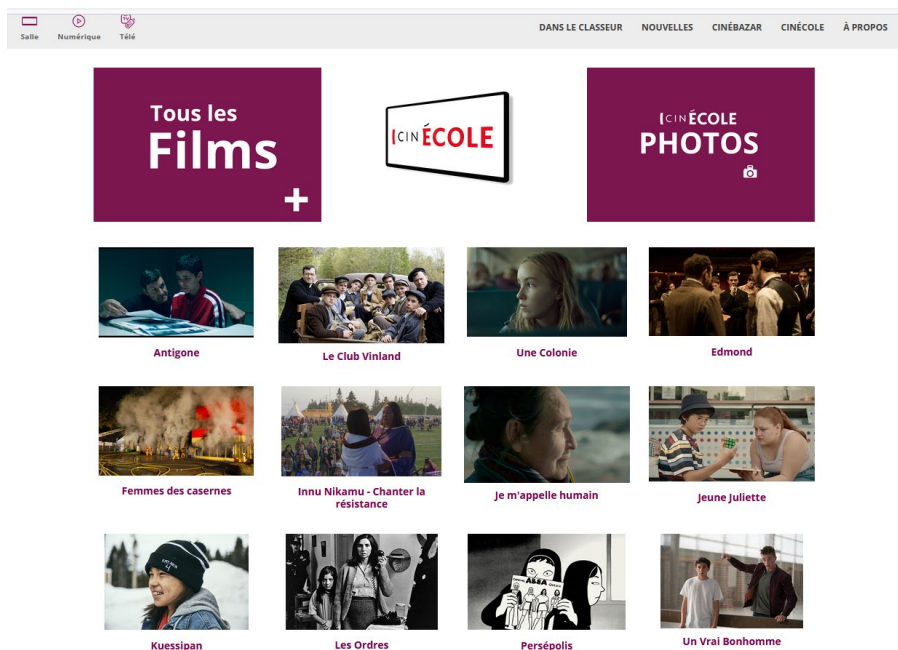 Salle
Numérique
Télé
DANS LE CLASSEUR
NOUVELLES
CINÉBAZAR
CINÉCOLE
À PROPOS
Tous les
Films
+
CINÉCOLE
CINÉCOLE
PHOTOS
Antigone
Le Club Vinland
Une Colonie
Edmond
Femmes des casernes
Innu Nikamu - Chanter la
résistance
Je m'appelle humain
Jeune Juliette
Kuessipan
Les Ordres
Persépolis
Un Vrai Bonhomme